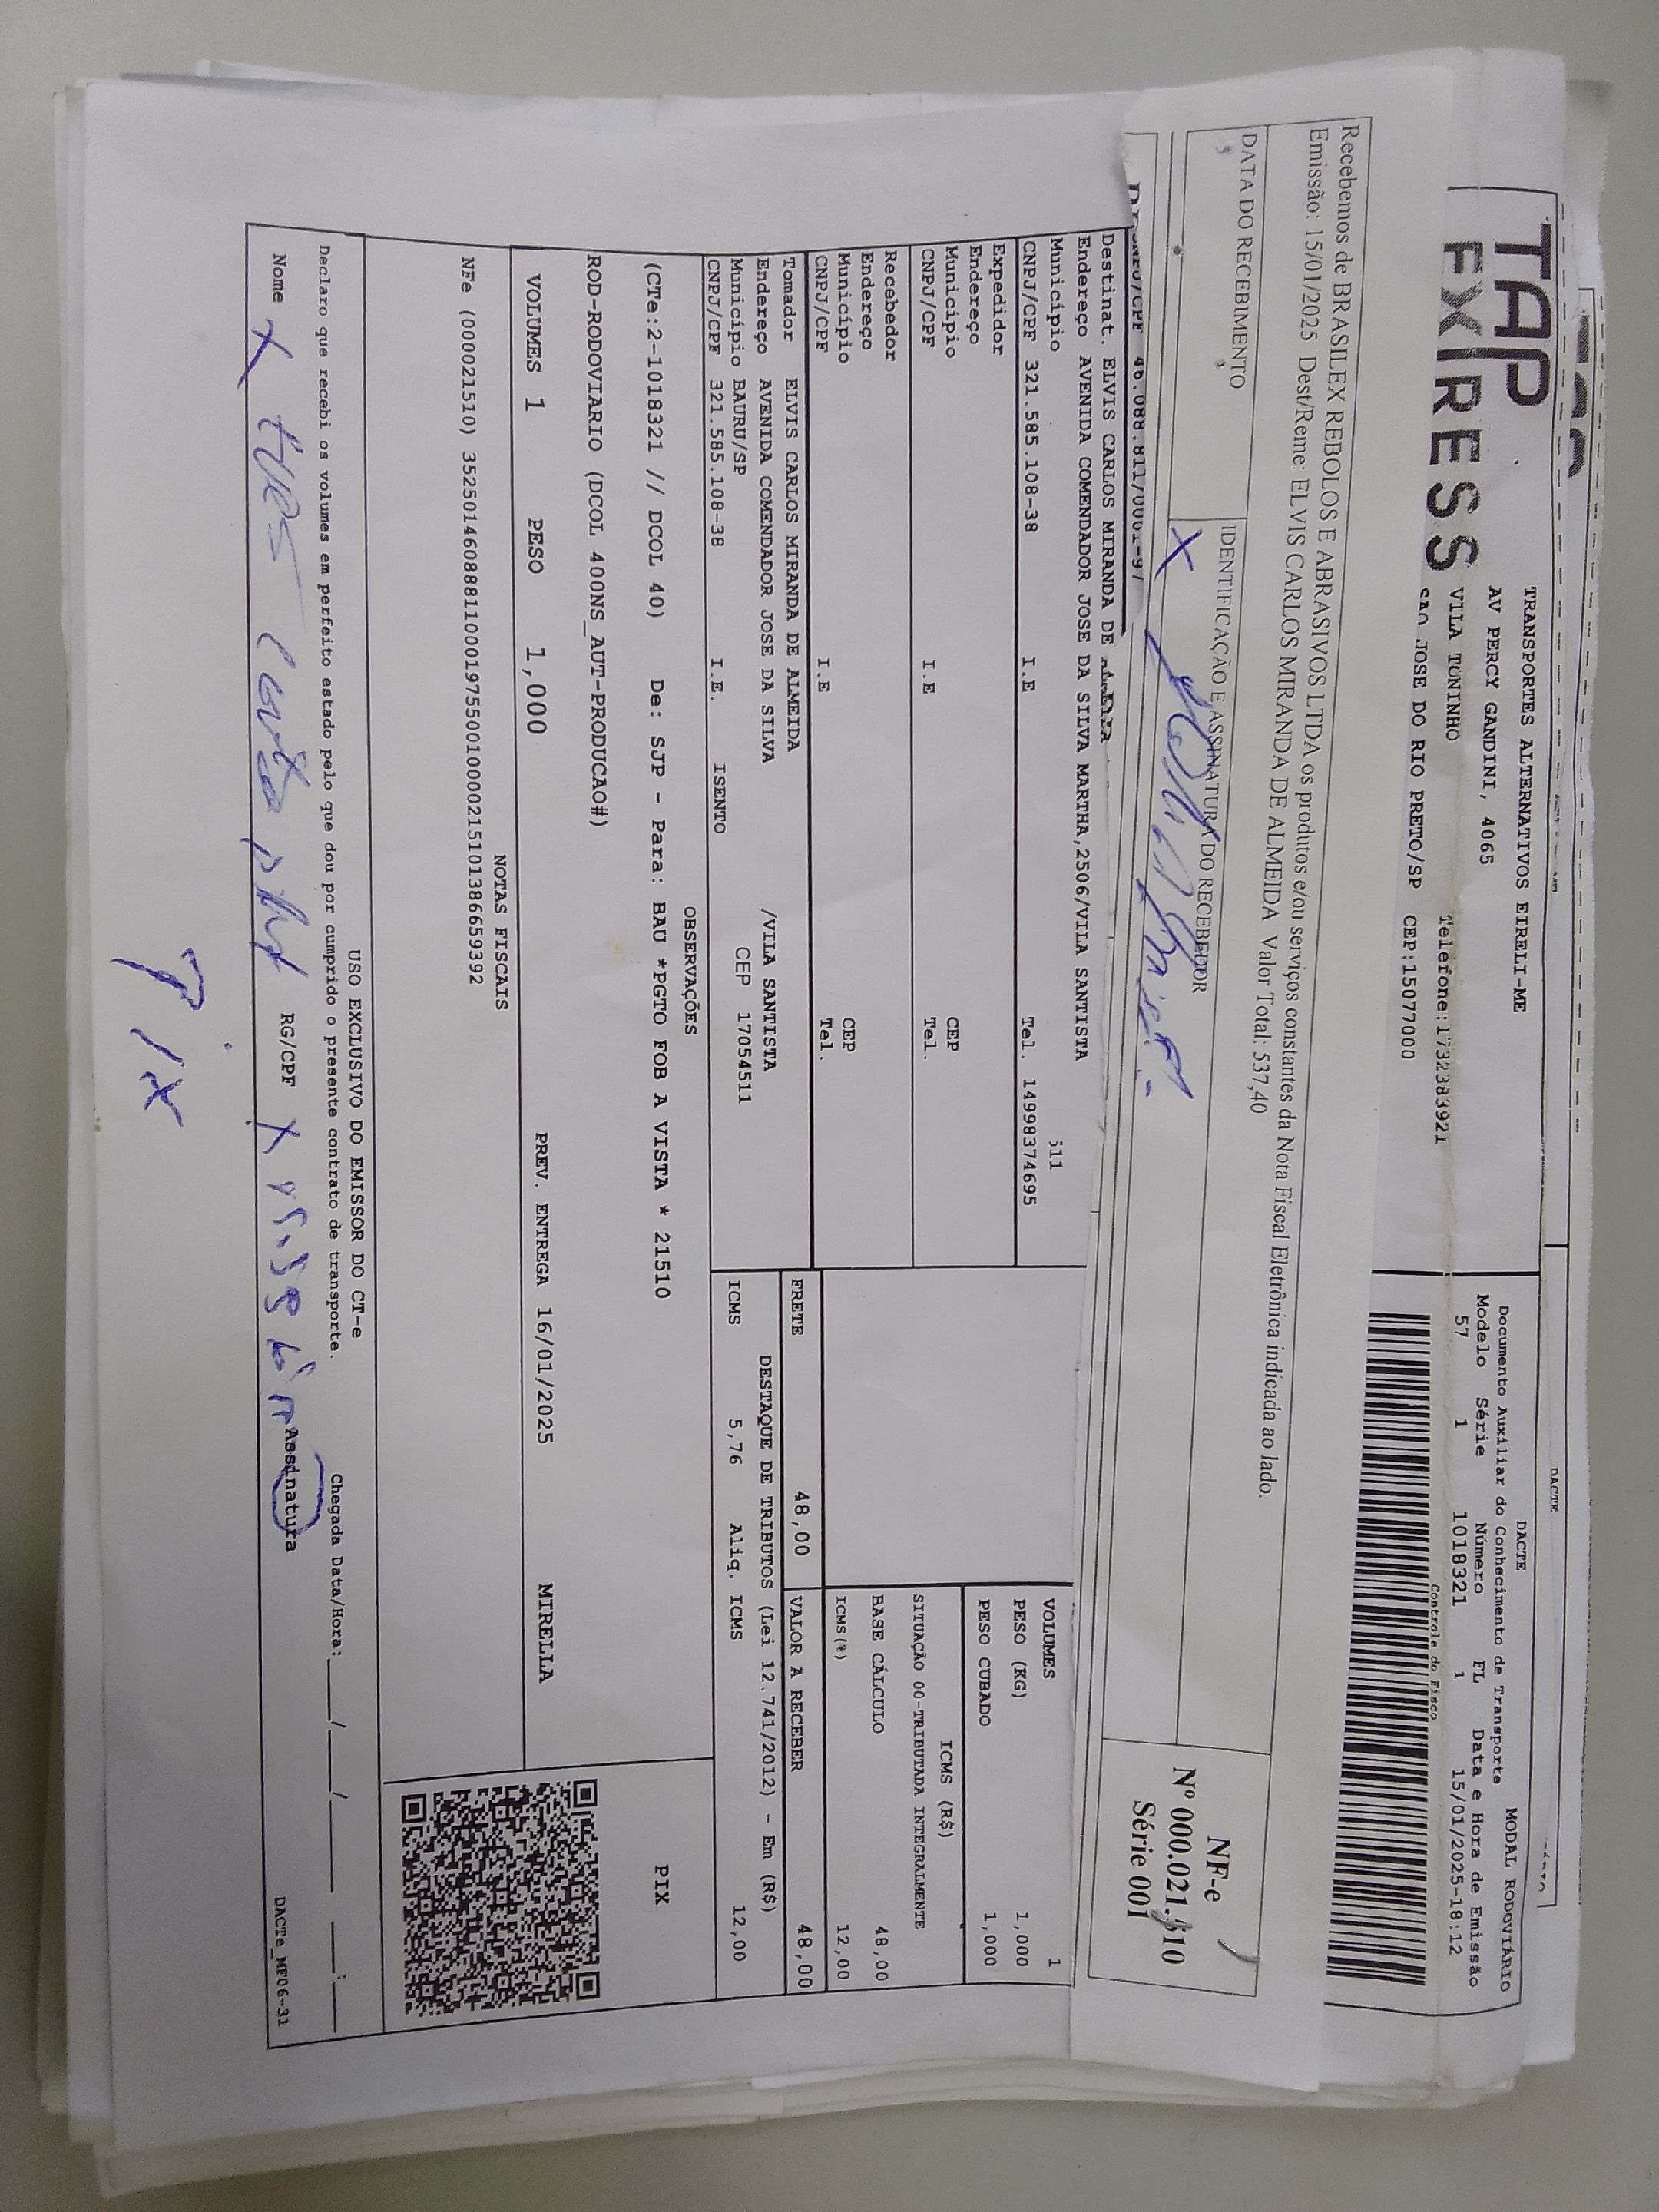 TAP
EXPRESS
TRANSPORTES ALTERNATIVOS EIRELI-ME
AV PERCY GANDINI, 4065
VILA TONINHO Telefone:1732383921
SAO JOSE DO RIO PRETO/SP CEP:15077000
DACTE
DACTE MODAL RODOVIÁRIO
Documento Auxiliar do Conhecimento de Transporte
Modelo Série Número FL Data e Hora de Emissão
57 1 1018321 1 15/01/2025-18:12
Controle do Fisco
Recebemos de BRASILEX REBOLOS E ABRASIVOS LTDA os produtos e/ou serviços constantes da Nota Fiscal Eletrônica indicada ao lado.
Emissão: 15/01/2025 Dest/Reme: ELVIS CARLOS MIRANDA DE ALMEIDA Valor Total: 537,40
DATA DO RECEBIMENTO
IDENTIFICAÇÃO E ASSINATURA DO RECEBEDOR
X
NF-e
Nº 000.021.510
Série 001
CNPJ/CPF 46.088.811/0001-97
Destinat. ELVIS CARLOS MIRANDA DE
Endereço AVENIDA COMENDADOR JOSE DA SILVA MARTHA,2506/VILA SANTISTA
Município 511
CNPJ/CPF 321.585.108-38 I.E Tel. 14998374695
Expedidor
Endereço
Município CEP
CNPJ/CPF I.E Tel.
Recebedor
Endereço
Município CEP
CNPJ/CPF I.E Tel.
Tomador ELVIS CARLOS MIRANDA DE ALMEIDA
Endereço AVENIDA COMENDADOR JOSE DA SILVA /VILA SANTISTA
Município BAURU/SP CEP 17054511
CNPJ/CPF 321.585.108-38 I.E. ISENTO
VOLUMES 1
PESO (KG) 1,000
PESO CUBADO 1,000
ICMS (R$)
SITUAÇÃO 00-TRIBUTADA INTEGRALMENTE
BASE CÁLCULO 48,00
ICMS(%) 12,00
FRETE 48,00 VALOR A RECEBER 48,00
DESTAQUE DE TRIBUTOS (Lei 12.741/2012) - Em (R$)
ICMS 5,76 Aliq. ICMS 12,00
OBSERVAÇÕES
(CTe:2-1018321 // DCOL 40) De: SJP - Para: BAU *PGTO FOB A VISTA * 21510
ROD-RODOVIARIO (DCOL 400NS_AUT-PRODUCAO#)
PIX
VOLUMES 1 PESO 1,000 PREV. ENTREGA 16/01/2025 MIRELLA
NOTAS FISCAIS
NFe (000021510) 35250146088811000197550010000215101386659392
USO EXCLUSIVO DO EMISSOR DO CT-e
Declaro que recebi os volumes em perfeito estado pelo que dou por cumprido o presente contrato de transporte. Chegada Data/Hora:___/___/___ __:__
Nome X RG/CPF X Assinatura
DACTe_MF06-31
PIX